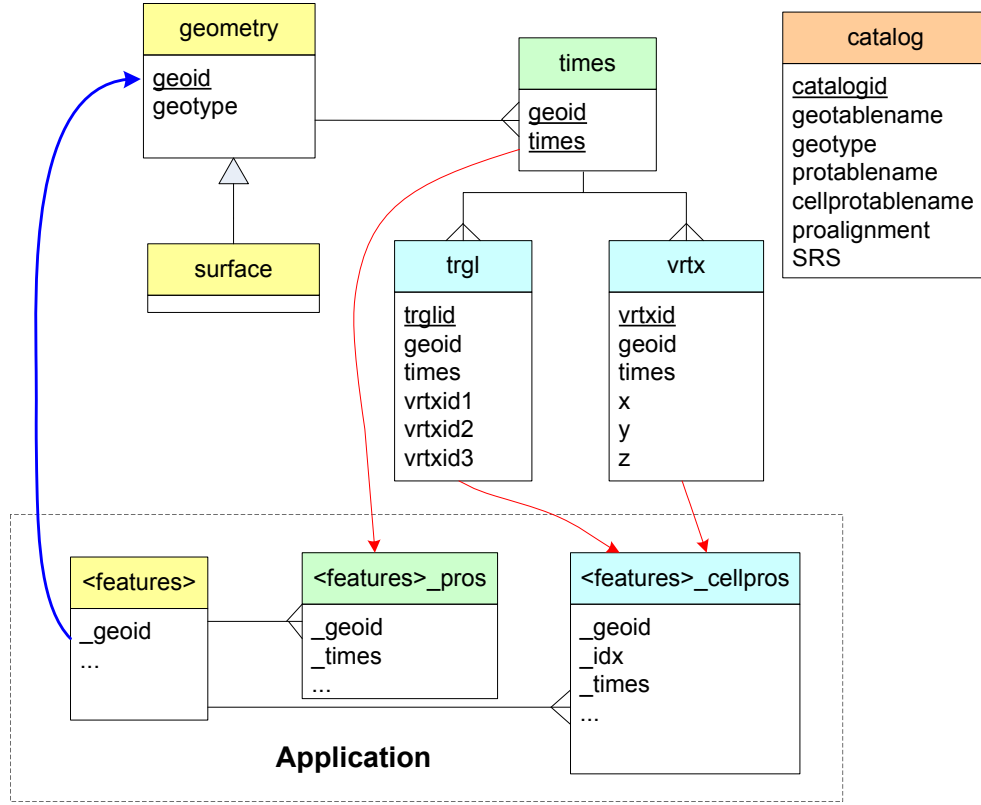 geometry
geoid
geotype
times
geoid
times
catalog
catalogid
geotablename
geotype
protablename
cellprotablename
proalignment
SRS
surface
trgl
trglid
geoid
times
vrtxid1
vrtxid2
vrtxid3
vrtx
vrtxid
geoid
times
x
y
z
<features>
_geoid
...
<features>_pros
_geoid
_times
...
<features>_cellpros
_geoid
_idx
_times
...
Application